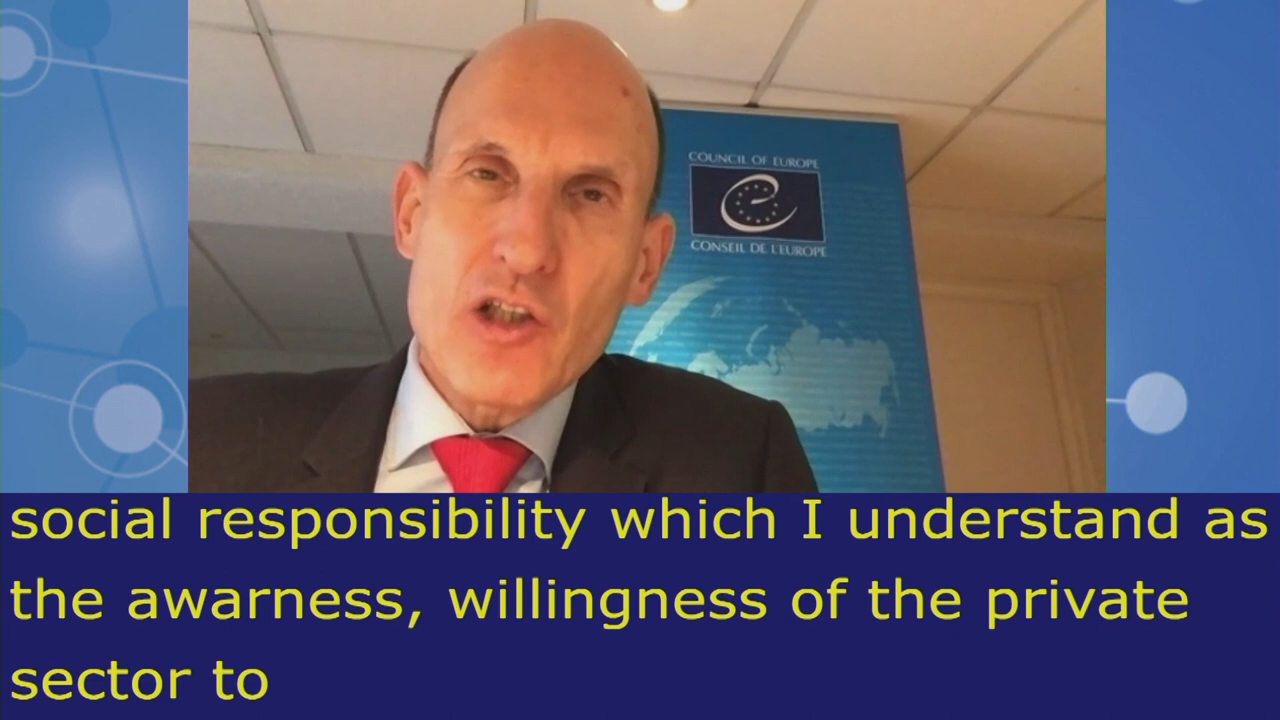 COUNCIL OF EUROPE
CONSEIL DE L'EUROPE
social responsibility which I understand as
the awarness, willingness of the private
sector to